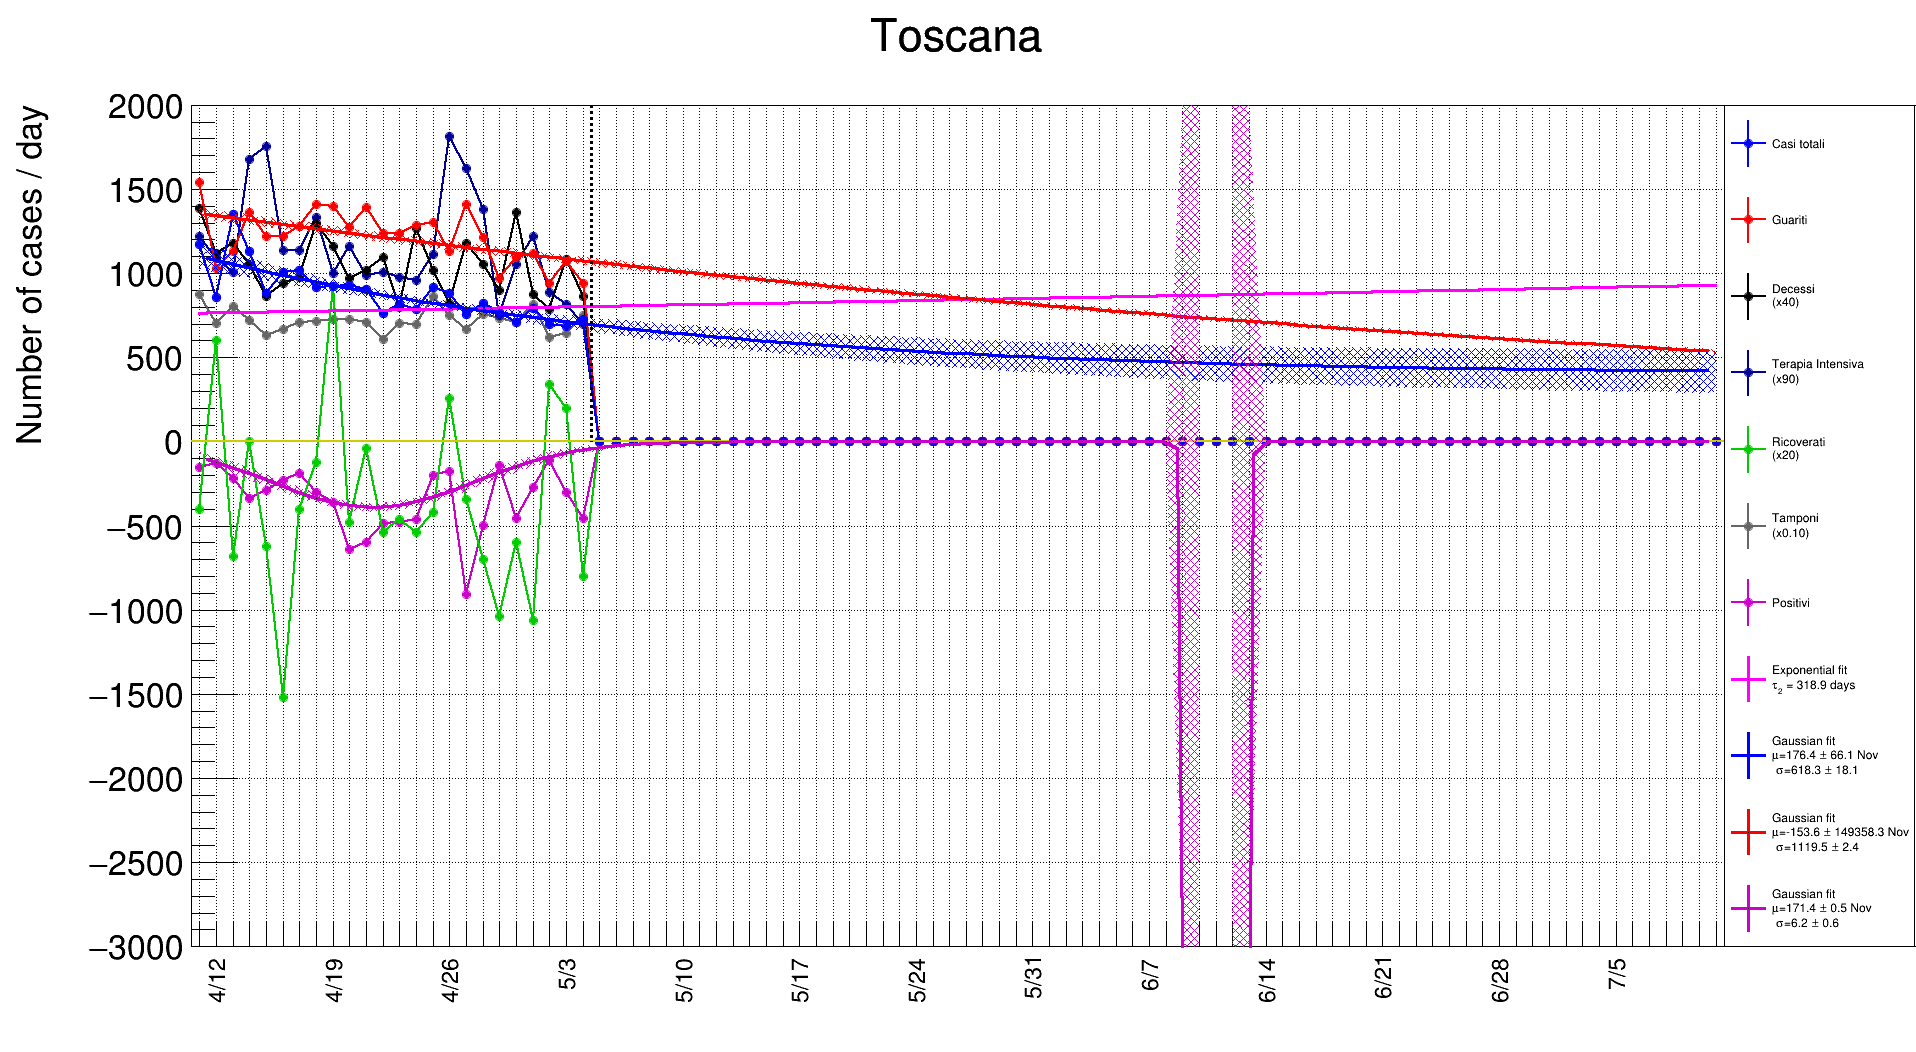 Toscana
Number of cases / day
2000
1500
1000
500
0
−500
−1000
−1500
−2000
−2500
−3000
4/12
4/19
4/26
5/3
5/10
5/17
5/24
5/31
6/7
6/14
6/21
6/28
7/5
Casi totali
Guariti
Decessi
(x40)
Terapia Intensiva
(x90)
Ricoverati
(x20)
Tamponi
(x0.10)
Positivi
Exponential fit
τ2 = 318.9 days
Gaussian fit
μ=176.4 ± 66.1 Nov
σ=618.3 ± 18.1
Gaussian fit
μ=-153.6 ± 149358.3 Nov
σ=1119.5 ± 2.4
Gaussian fit
μ=171.4 ± 0.5 Nov
σ=6.2 ± 0.6